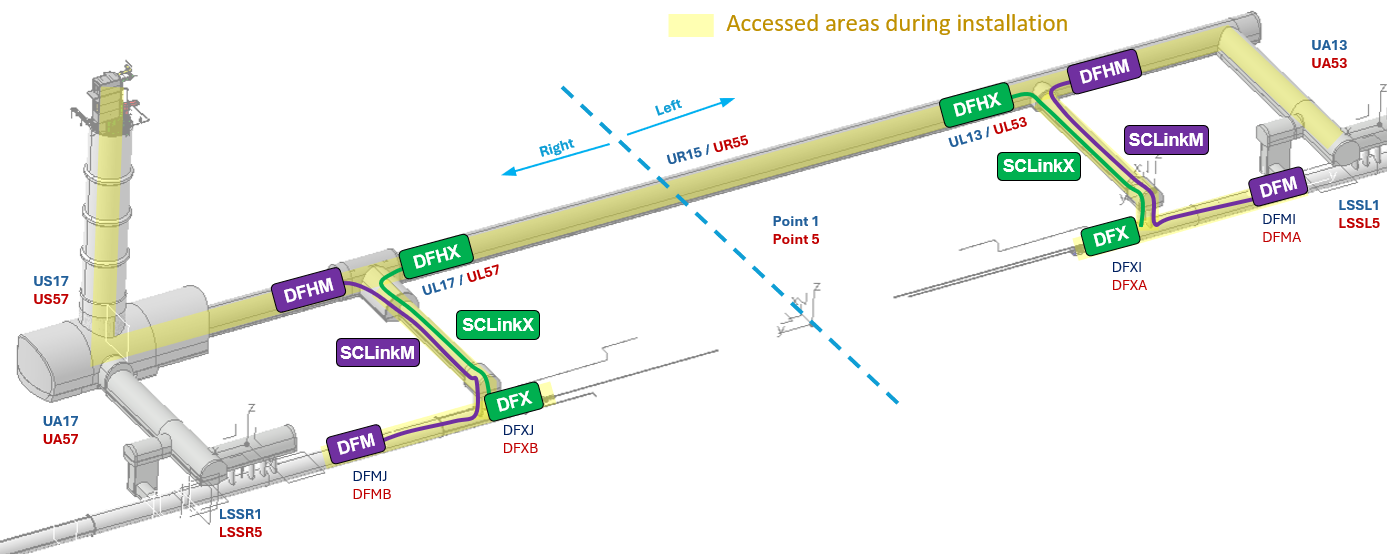 Accessed areas during installation
UA13
UA53
DFHM
DFHX
Left
Right
UR15 / UR55
UL13 / UL53
SCLinkM
SCLinkX
DFM
DFMI
DFMA
LSSL1
LSSL5
DFX
DFXI
DFXA
Point 1
Point 5
US17
US57
DFHX
UL17 / UL57
DFHM
SCLinkX
SCLinkM
DFX
DFXJ
DFXB
UA17
UA57
DFM
DFMJ
DFMB
LSSR1
LSSR5
z
y
x
z
z
z
y
x